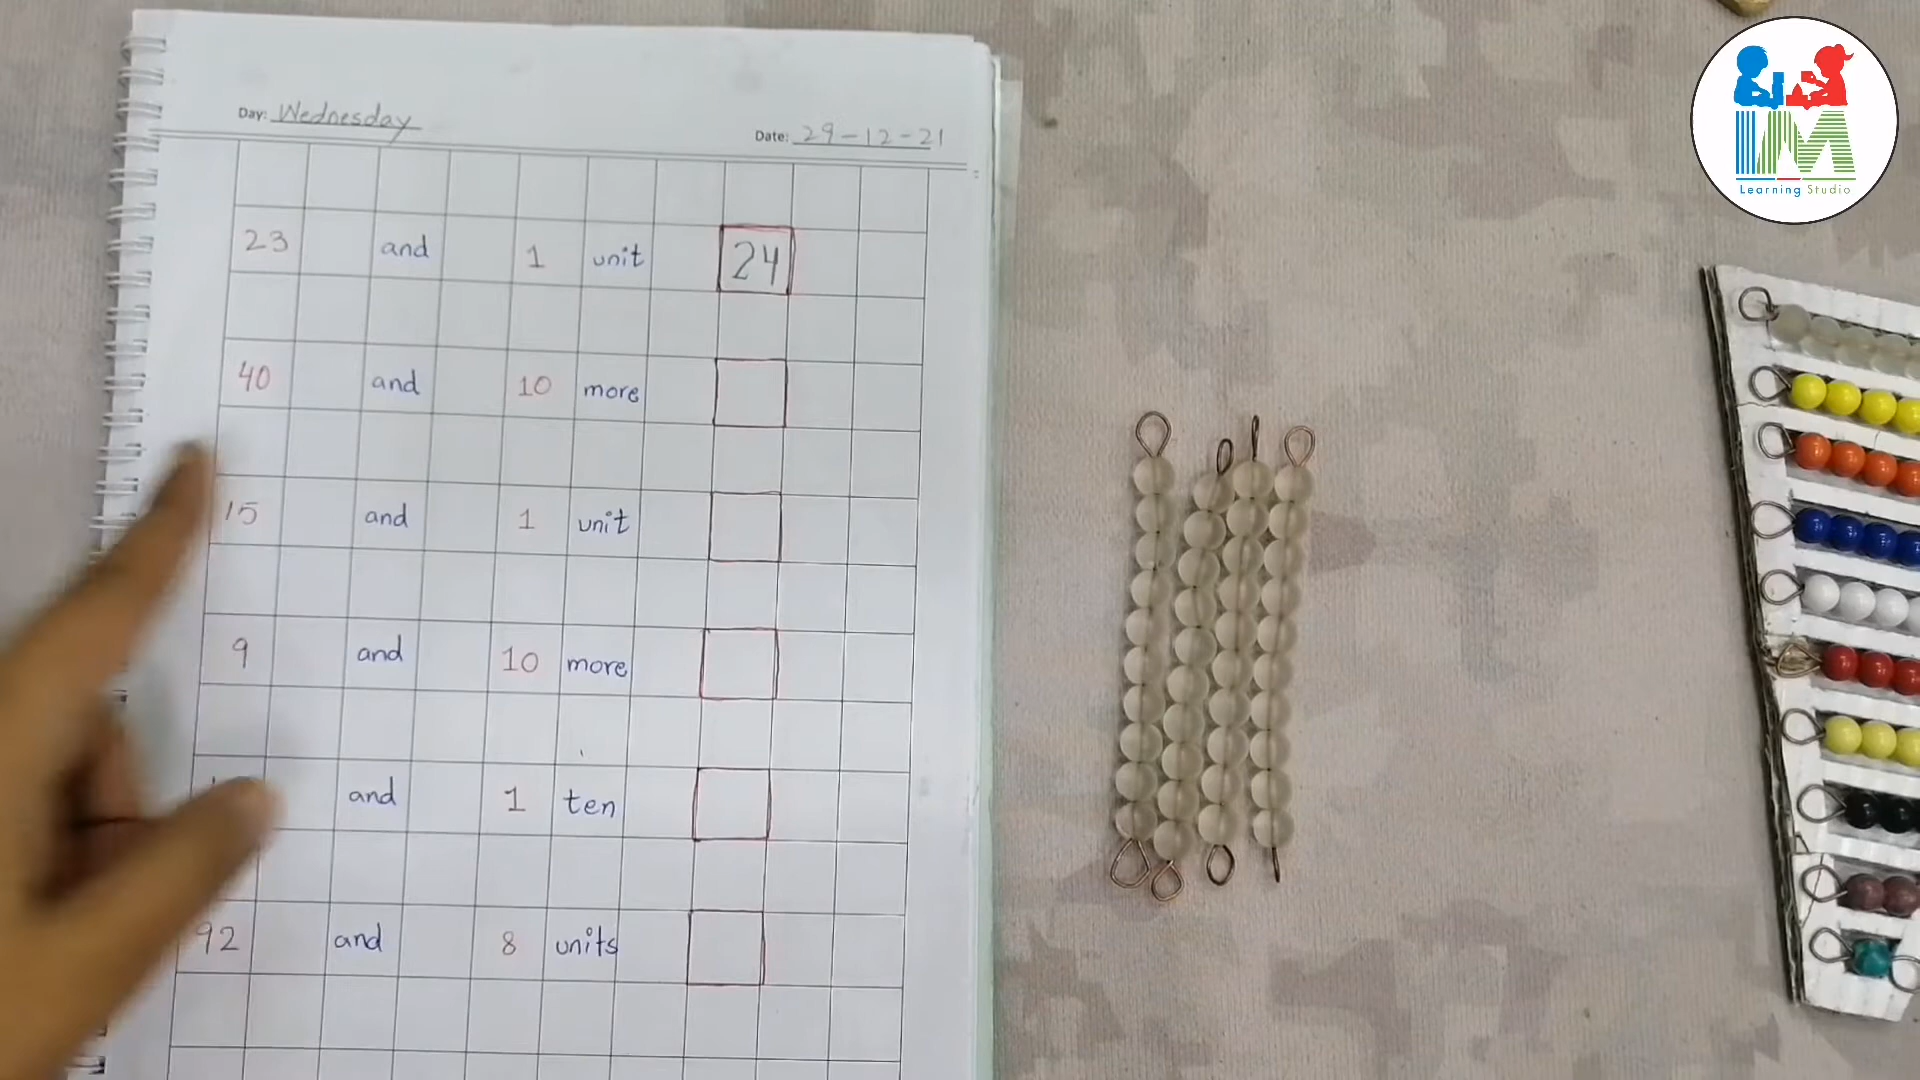 Day: Wednesday
Date: 29-12-21
23 and 1 unit 24
40 and 10 more
15 and 1 unit
9 and 10 more
and 1 ten
92 and 8 units
IM
Learning Studio